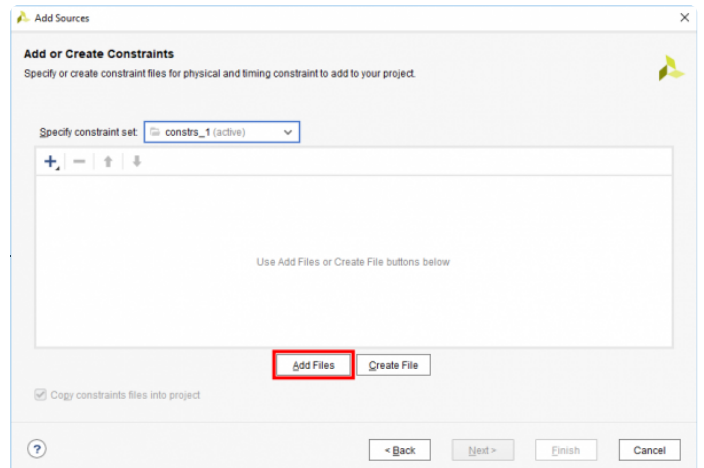 Add Sources
Add or Create Constraints
Specify or create constraint files for physical and timing constraint to add to your project.
Specify constraint set: constrs_1 (active)
Use Add Files or Create File buttons below
Add Files Create File
Copy constraints files into project
? < Back Next > Finish Cancel